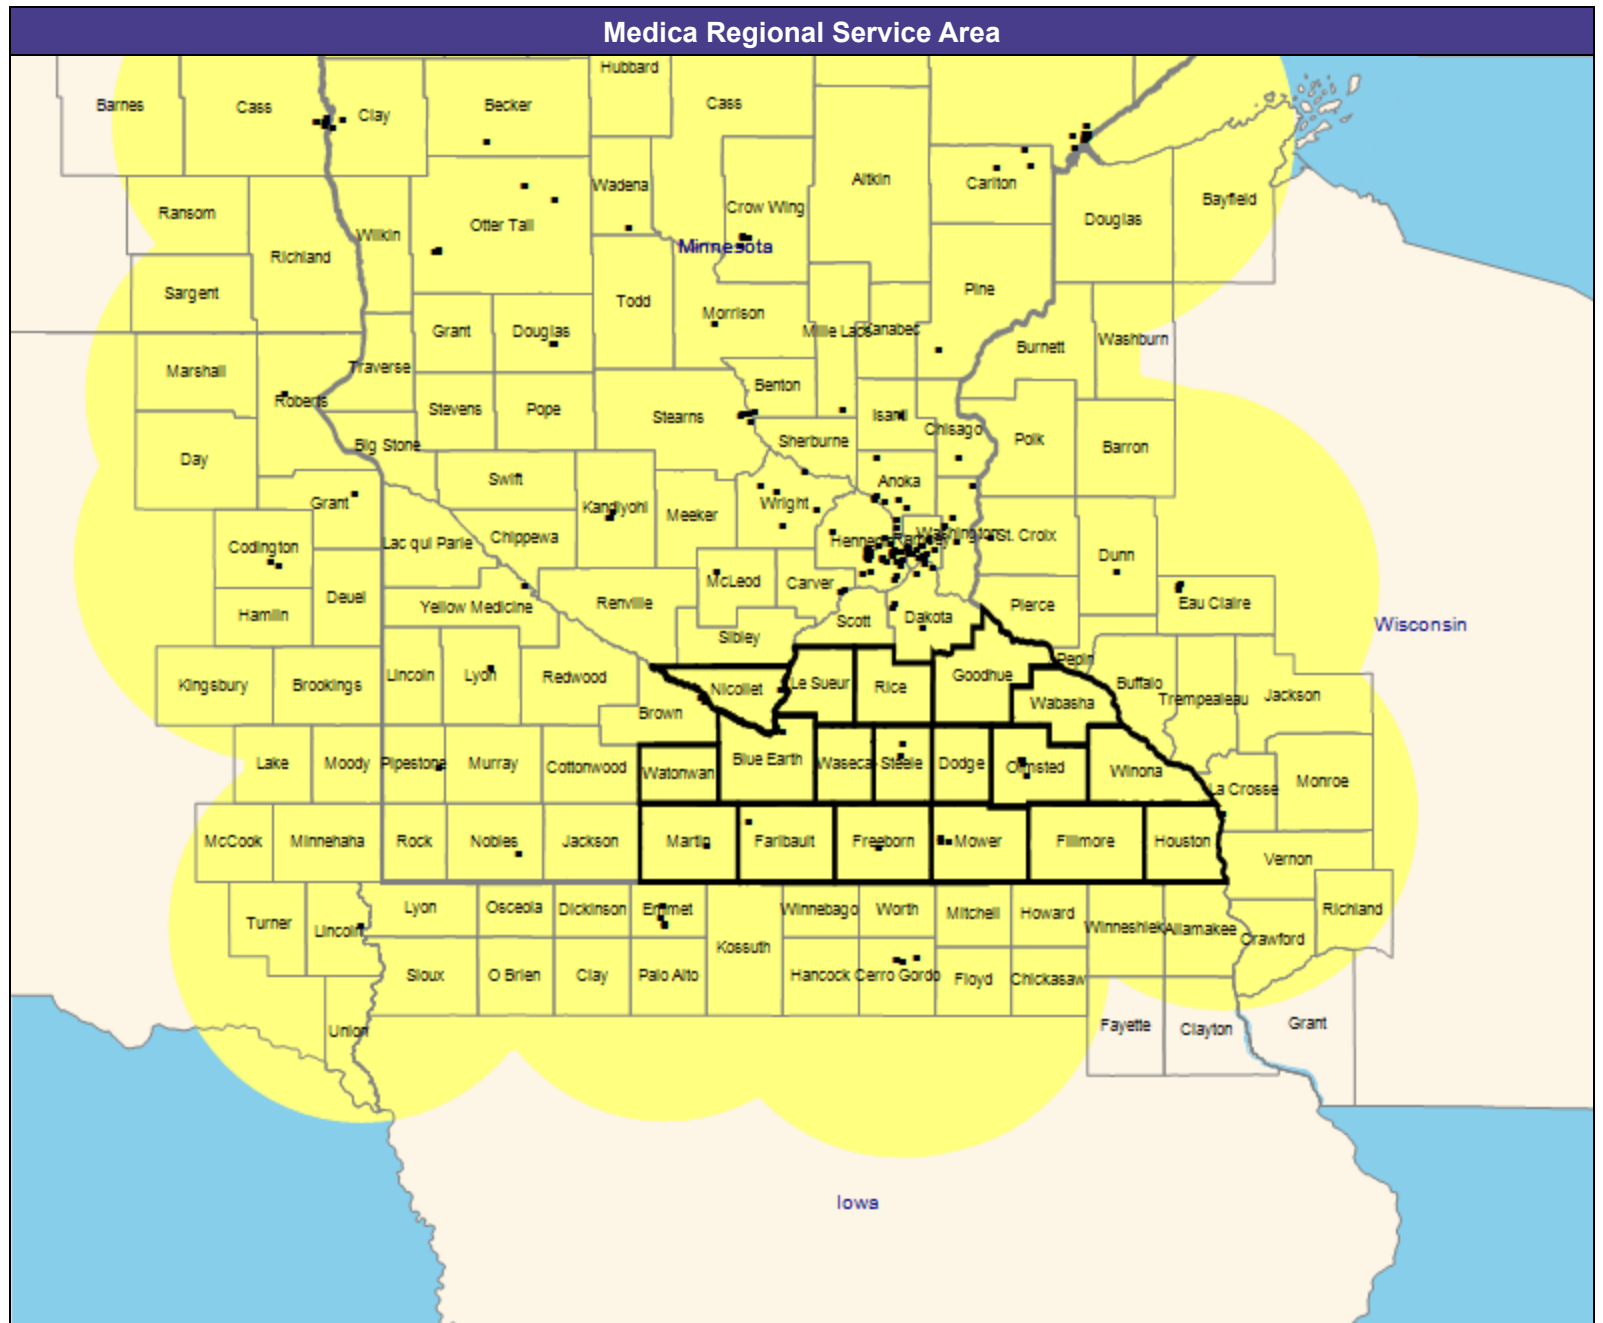 Medica Regional Service Area
Hubbard
Barnes
Cass
Clay
Becker
Cass
Wadena
Aitkin
Carlton
Ransom
Crow Wing
Bayfield
Otter Tail
Douglas
Wilkin
Minnesota
Richland
Sargent
Pine
Todd
Morrison
Grant
Douglas
Mille Lacs
Kanabec
Washburn
Burnett
Marshall
Traverse
Benton
Roberts
Stevens
Pope
Stearns
Isanti
Chisago
Big Stone
Sherburne
Polk
Barron
Day
Swift
Anoka
Grant
Wright
Kandiyohi
Meeker
Chippewa
Lac qui Parle
Hennepin
Ramsey
Washington
St. Croix
Codington
Dunn
McLeod
Carver
Deuel
Renville
Yellow Medicine
Pierce
Eau Claire
Hamlin
Scott
Dakota
Sibley
Wisconsin
Pepin
Lincoln
Lyon
Redwood
Kingsbury
Brookings
Nicollet
Le Sueur
Rice
Goodhue
Buffalo
Trempealeau
Jackson
Wabasha
Brown
Lake
Moody
Pipestone
Murray
Cottonwood
Watonwan
Blue Earth
Waseca
Steele
Dodge
Olmsted
Winona
La Crosse
Monroe
McCook
Minnehaha
Rock
Nobles
Jackson
Martin
Faribault
Freeborn
Mower
Fillmore
Houston
Vernon
Lyon
Osceola
Dickinson
Emmet
Winnebago
Worth
Mitchell
Howard
Richland
Turner
Lincoln
Winneshiek
Allamakee
Crawford
Kossuth
Sioux
O Brien
Clay
Palo Alto
Hancock
Cerro Gordo
Floyd
Chickasaw
Union
Fayette
Clayton
Grant
Iowa